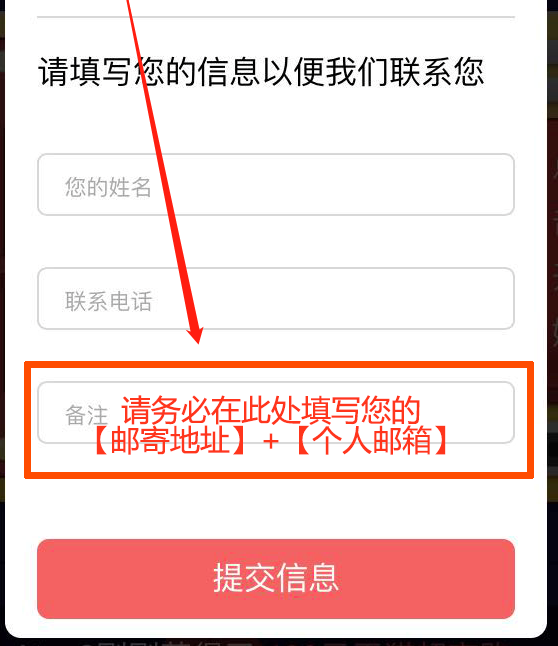 请填写您的信息以便我们联系您
您的姓名
联系电话
备注
请务必在此处填写您的
【邮寄地址】+【个人邮箱】
提交信息